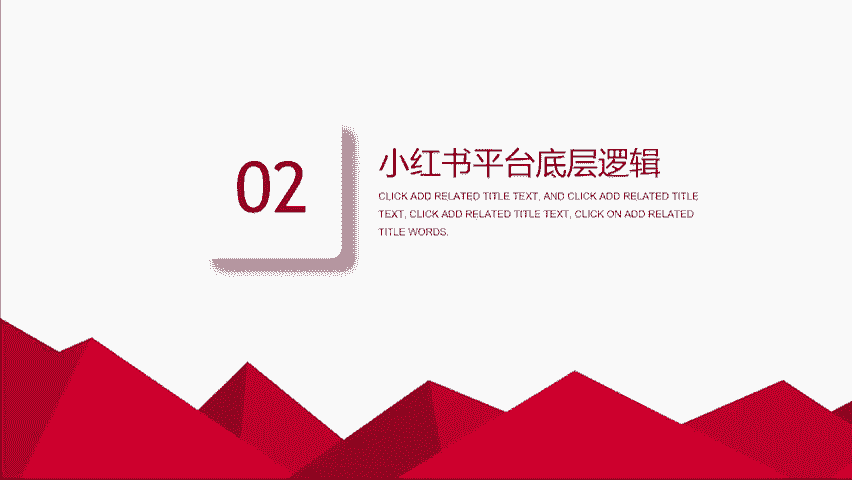 02
小红书平台底层逻辑
CLICK ADD RELATED TITLE TEXT, AND CLICK ADD RELATED TITLE
TEXT, CLICK ADD RELATED TITLE TEXT, CLICK ON ADD RELATED
TITLE WORDS.